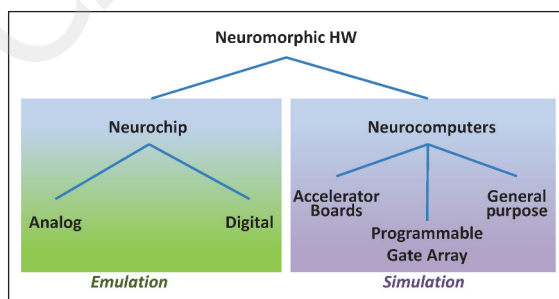 Neuromorphic HW
Neurochip
Neurocomputers
Analog
Digital
Accelerator
Boards
Programmable
Gate Array
General
purpose
Emulation
Simulation